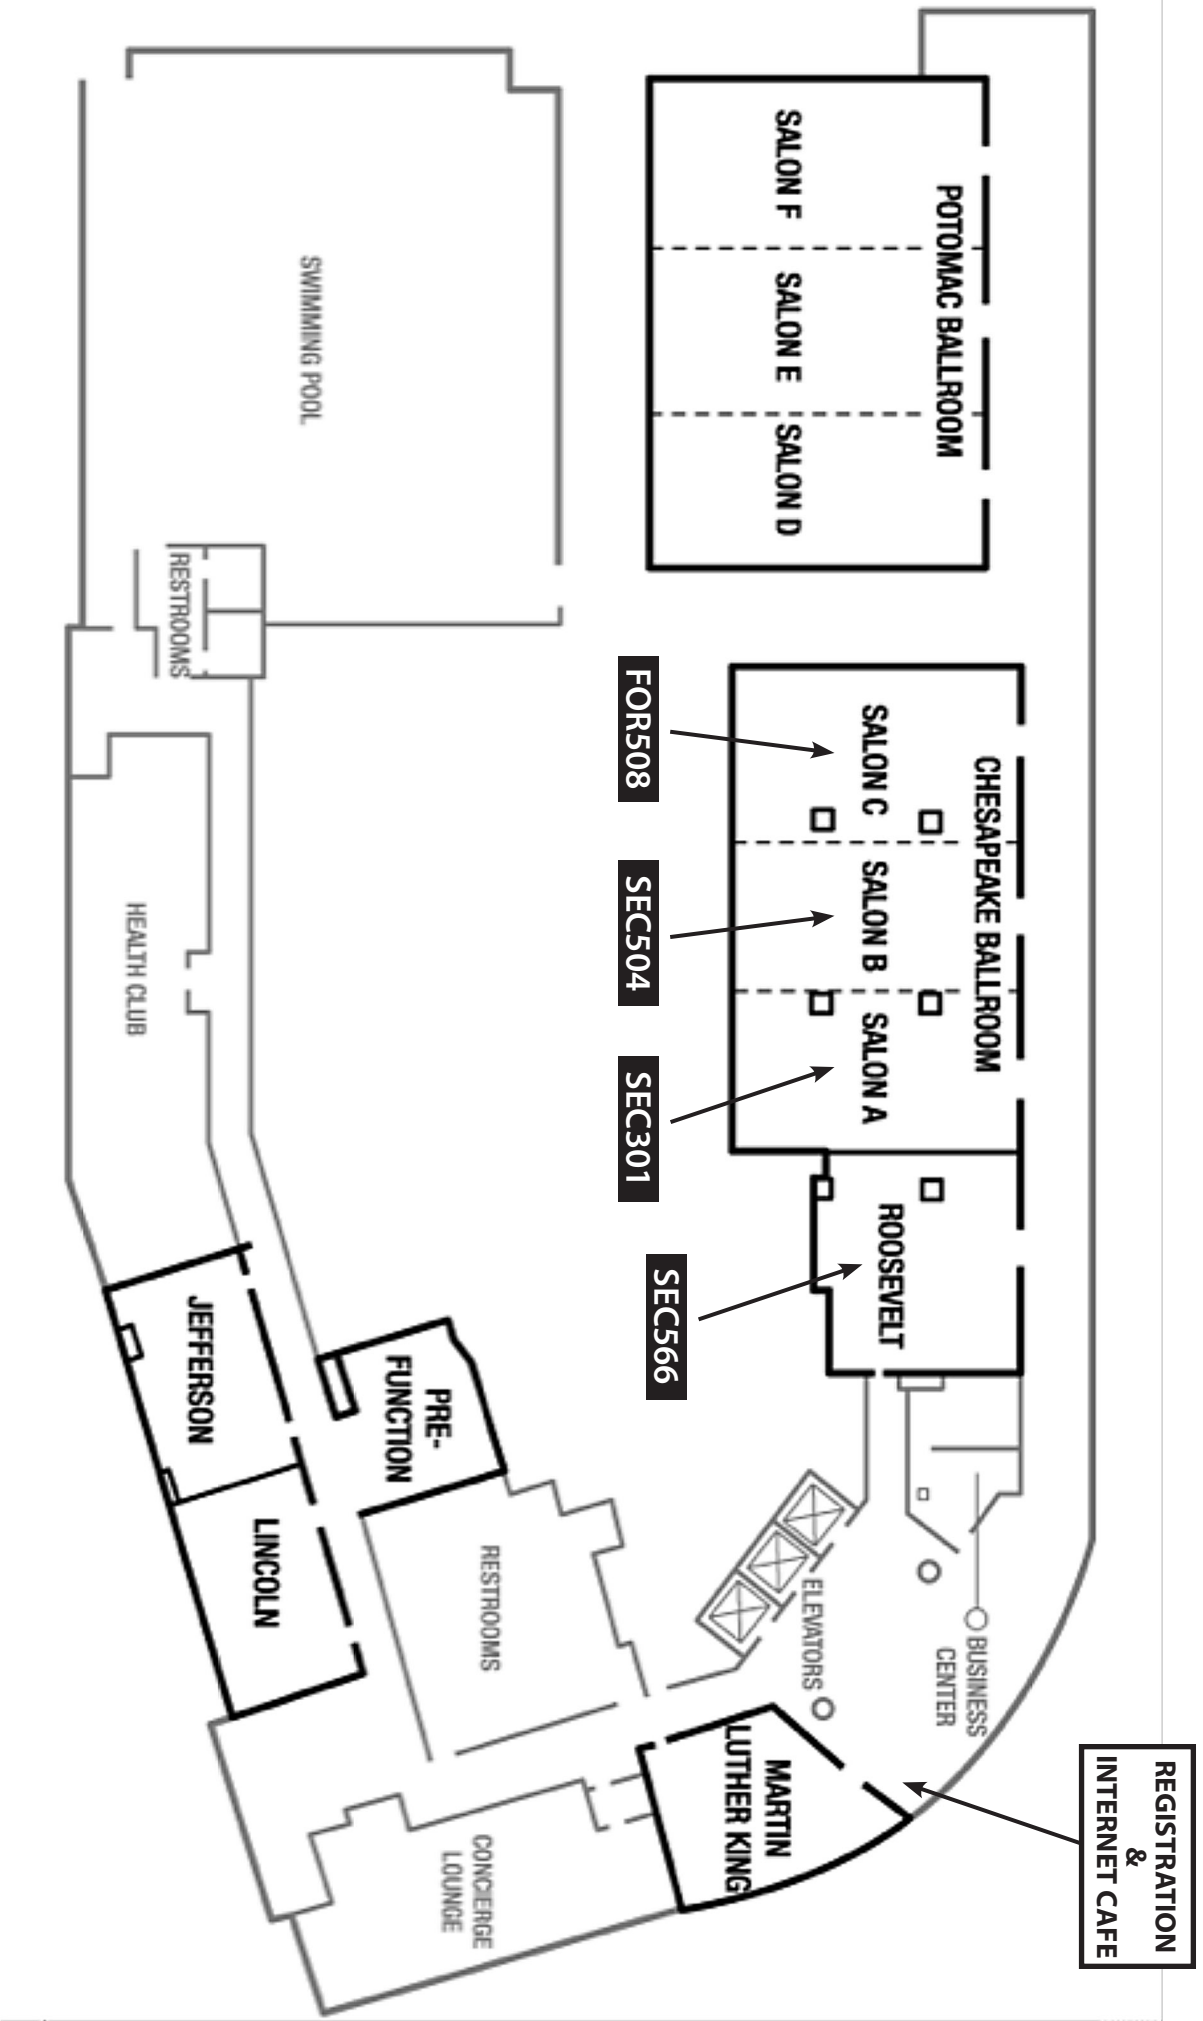 POTOMAC BALLROOM
SALON F
SALON E
SALON D
CHESAPEAKE BALLROOM
SALON C
SALON B
SALON A
ROOSEVELT
FOR508
SEC504
SEC301
SEC566
SWIMMING POOL
RESTROOMS
HEALTH CLUB
JEFFERSON
LINCOLN
PRE-
FUNCTION
RESTROOMS
ELEVATORS
BUSINESS
CENTER
MARTIN
LUTHER KING
CONCIERGE
LOUNGE
REGISTRATION
&
INTERNET CAFE